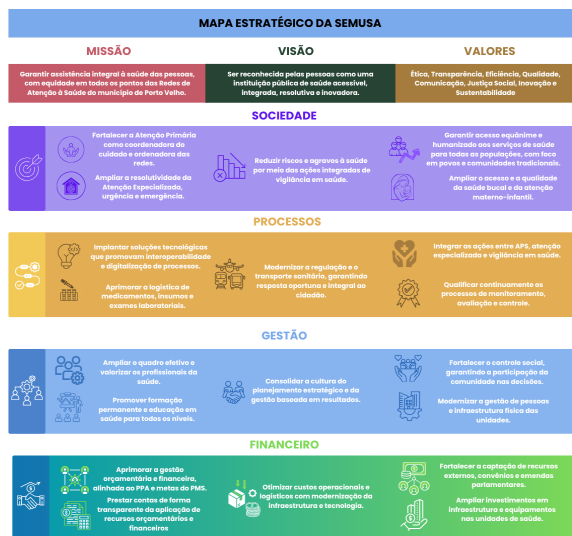 MAPA ESTRATÉGICO DA SEMUSA
MISSÃO
VISÃO
VALORES
Garantir assistência integral à saúde das pessoas,
com equidade em todos os pontos das Redes de
Atenção à Saúde do município de Porto Velho.
Ser reconhecida pelas pessoas como uma
instituição pública de saúde acessível,
integrada, resolutiva e inovadora.
Ética, Transparência, Eficiência, Qualidade,
Comunicação, Justiça Social, Inovação e
Sustentabilidade
SOCIEDADE
Fortalecer a Atenção Primária
como coordenadora do
cuidado e ordenadora das
redes.
Ampliar a resolutividade da
Atenção Especializada,
urgência e emergência.
Reduzir riscos e agravos à saúde
por meio das ações integradas de
vigilância em saúde.
Garantir acesso equânime e
humanizado aos serviços de saúde
para todas as populações, com foco
em povos e comunidades tradicionais.
Ampliar o acesso e a qualidade
da saúde bucal e da atenção
materno-infantil.
PROCESSOS
Implantar soluções tecnológicas
que promovam interoperabilidade
e digitalização de processos.
Aprimorar a logística de
medicamentos, insumos e
exames laboratoriais.
Modernizar a regulação e o
transporte sanitário, garantindo
resposta oportuna e integral ao
cidadão.
Integrar as ações entre APS, atenção
especializada e vigilância em saúde.
Qualificar continuamente os
processos de monitoramento,
avaliação e controle.
GESTÃO
Ampliar o quadro efetivo e
valorizar os profissionais da
saúde.
Promover formação
permanente e educação em
saúde para todos os níveis.
Consolidar a cultura do
planejamento estratégico e da
gestão baseada em resultados.
Fortalecer o controle social,
garantindo a participação da
comunidade nas decisões.
Modernizar a gestão de pessoas
e infraestrutura física das
unidades.
FINANCEIRO
Aprimorar a gestão
orçamentária e financeira,
alinhada ao PPA e metas do PMS.
Prestar contas de forma
transparente da aplicação de
recursos orçamentários e
financeiros
Otimizar custos operacionais e
logísticos com modernização da
infraestrutura e tecnologia.
Fortalecer a captação de recursos
externos, convênios e emendas
parlamentares.
Ampliar investimentos em
infraestrutura e equipamentos
nas unidades de saúde.